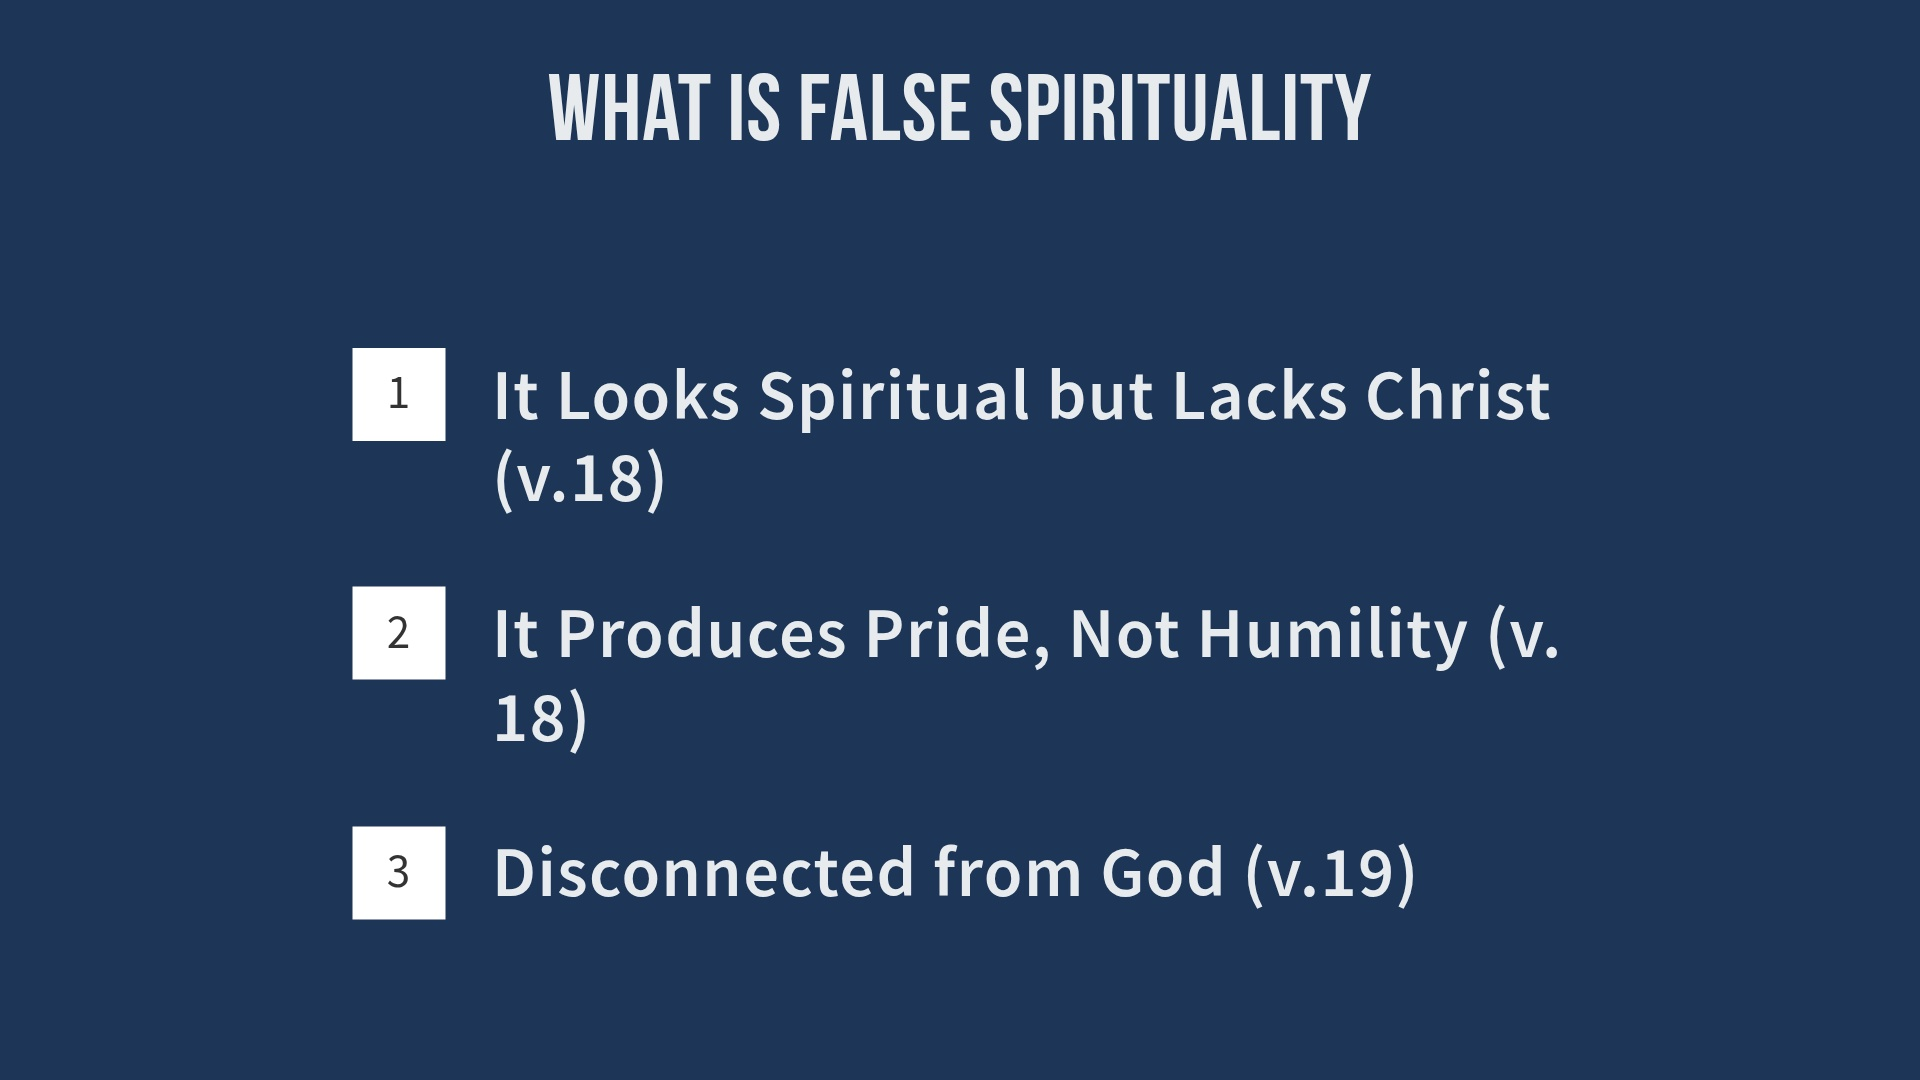 WHAT IS FALSE SPIRITUALITY
1
It Looks Spiritual but Lacks Christ
(v.18)
2
It Produces Pride, Not Humility (v.
18)
3
Disconnected from God (v.19)